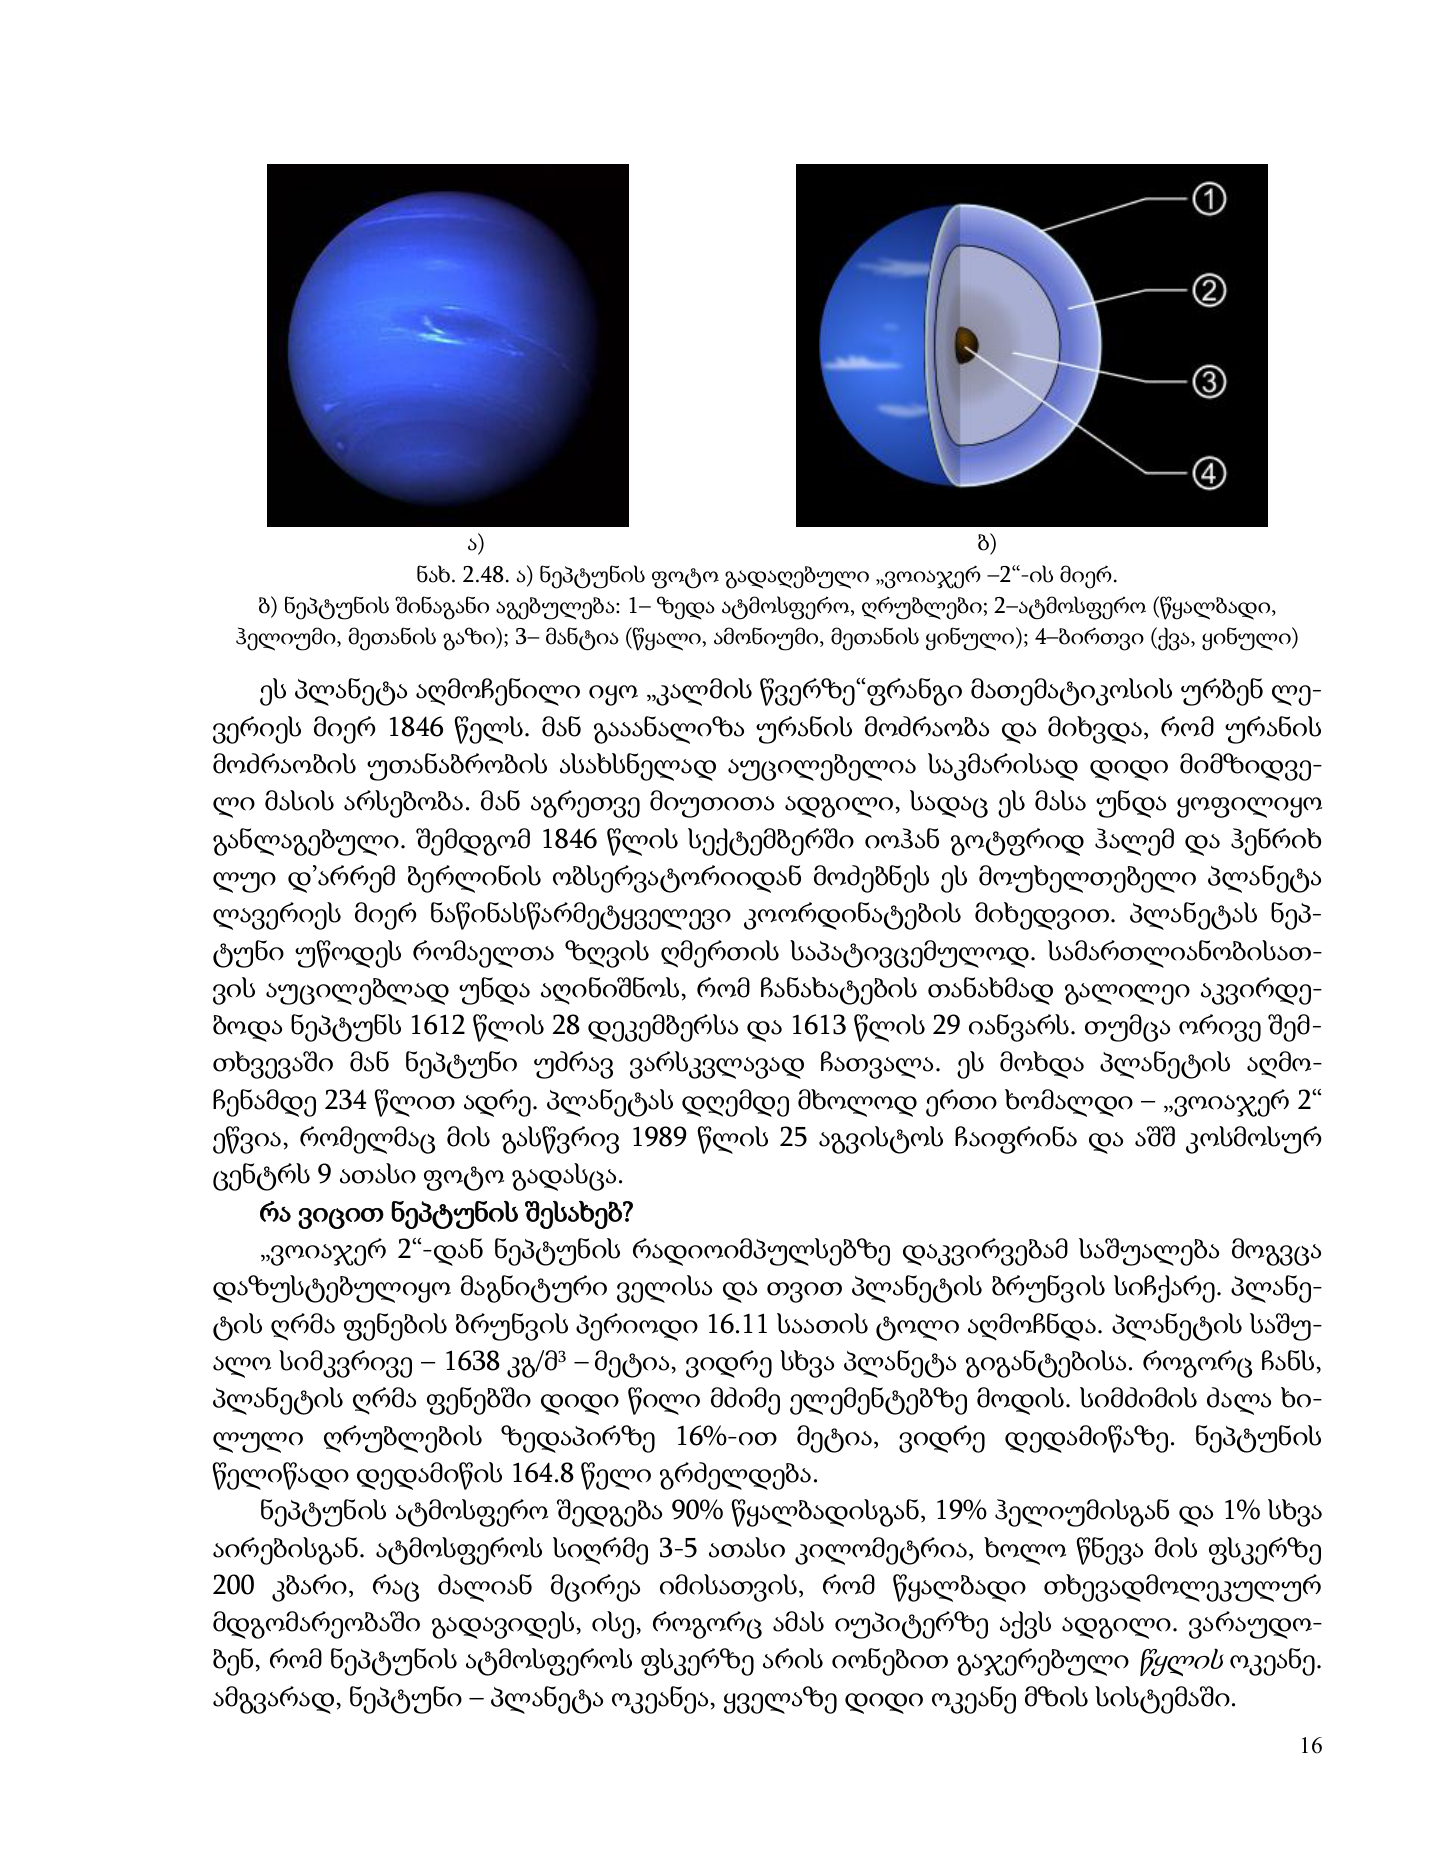 ①
②
③
④
ა)
ბ)
ნახ. 2.48. ა) ნეპტუნის ფოტო გადაღებული „ვოიაჯერ –2“-ის მიერ.
ბ) ნეპტუნის შინაგანი აგებულება: 1– ზედა ატმოსფერო, ღრუბლები; 2–ატმოსფერო (წყალბადი,
ჰელიუმი, მეთანის გაზი); 3– მანტია (წყალი, ამონიუმი, მეთანის ყინული); 4–ბირთვი (ქვა, ყინული)
ეს პლანეტა აღმოჩენილი იყო „კალმის წვერზე“ფრანგი მათემატიკოსის ურბენ ლე-
ვერიეს მიერ 1846 წელს. მან გააანალიზა ურანის მოძრაობა და მიხვდა, რომ ურანის
მოძრაობის უთანაბრობის ასახსნელად აუცილებელია საკმარისად დიდი მიმზიდვე-
ლი მასის არსებობა. მან აგრეთვე მიუთითა ადგილი, სადაც ეს მასა უნდა ყოფილიყო
განლაგებული. შემდგომ 1846 წლის სექტემბერში იოჰან გოტფრიდ ჰალემ და ჰენრიხ
ლუი დ’არრემ ბერლინის ობსერვატორიიდან მოძებნეს ეს მოუხელთებელი პლანეტა
ლავერიეს მიერ ნაწინასწარმეტყველევი კოორდინატების მიხედვით. პლანეტას ნეპ-
ტუნი უწოდეს რომაელთა ზღვის ღმერთის საპატივცემულოდ. სამართლიანობისათ-
ვის აუცილებლად უნდა აღინიშნოს, რომ ჩანახატების თანახმად გალილეი აკვირდე-
ბოდა ნეპტუნს 1612 წლის 28 დეკემბერსა და 1613 წლის 29 იანვარს. თუმცა ორივე შემ-
თხვევაში მან ნეპტუნი უძრავ ვარსკვლავად ჩათვალა. ეს მოხდა პლანეტის აღმო-
ჩენამდე 234 წლით ადრე. პლანეტას დღემდე მხოლოდ ერთი ხომალდი – „ვოიაჯერ 2“
ეწვია, რომელმაც მის გასწვრივ 1989 წლის 25 აგვისტოს ჩაიფრინა და აშშ კოსმოსურ
ცენტრს 9 ათასი ფოტო გადასცა.
რა ვიცით ნეპტუნის შესახებ?
„ვოიაჯერ 2“-დან ნეპტუნის რადიოიმპულსებზე დაკვირვებამ საშუალება მოგვცა
დაზუსტებულიყო მაგნიტური ველისა და თვით პლანეტის ბრუნვის სიჩქარე. პლანე-
ტის ღრმა ფენების ბრუნვის პერიოდი 16.11 საათის ტოლი აღმოჩნდა. პლანეტის საშუ-
ალო სიმკვრივე – 1638 კგ/მ³ – მეტია, ვიდრე სხვა პლანეტა გიგანტებისა. როგორც ჩანს,
პლანეტის ღრმა ფენებში დიდი წილი მძიმე ელემენტებზე მოდის. სიმძიმის ძალა ხი-
ლული ღრუბლების ზედაპირზე 16%-ით მეტია, ვიდრე დედამიწაზე. ნეპტუნის
წელიწადი დედამიწის 164.8 წელი გრძელდება.
ნეპტუნის ატმოსფერო შედგება 90% წყალბადისგან, 19% ჰელიუმისგან და 1% სხვა
აირებისგან. ატმოსფეროს სიღრმე 3-5 ათასი კილომეტრია, ხოლო წნევა მის ფსკერზე
200 კბარი, რაც ძალიან მცირეა იმისათვის, რომ წყალბადი თხევადმოლეკულურ
მდგომარეობაში გადავიდეს, ისე, როგორც ამას იუპიტერზე აქვს ადგილი. ვარაუდო-
ბენ, რომ ნეპტუნის ატმოსფეროს ფსკერზე არის იონებით გაჯერებული წყლის ოკეანე.
ამგვარად, ნეპტუნი – პლანეტა ოკეანეა, ყველაზე დიდი ოკეანე მზის სისტემაში.
16